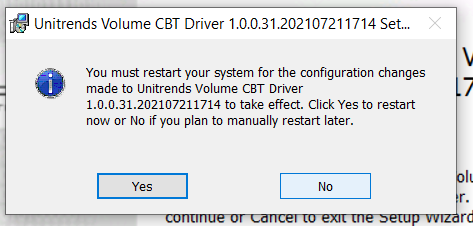 Unitrends Volume CBT Driver 1.0.0.31.202107211714 Set...
You must restart your system for the configuration changes
made to Unitrends Volume CBT Driver
1.0.0.31.202107211714 to take effect. Click Yes to restart
now or No if you plan to manually restart later.
Yes
No
continue or Cancel to exit the Setup Wizard